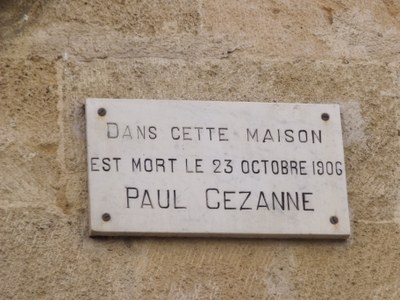 DANS CETTE MAISON
EST MORT LE 23 OCTOBRE 1906
PAUL CEZANNE